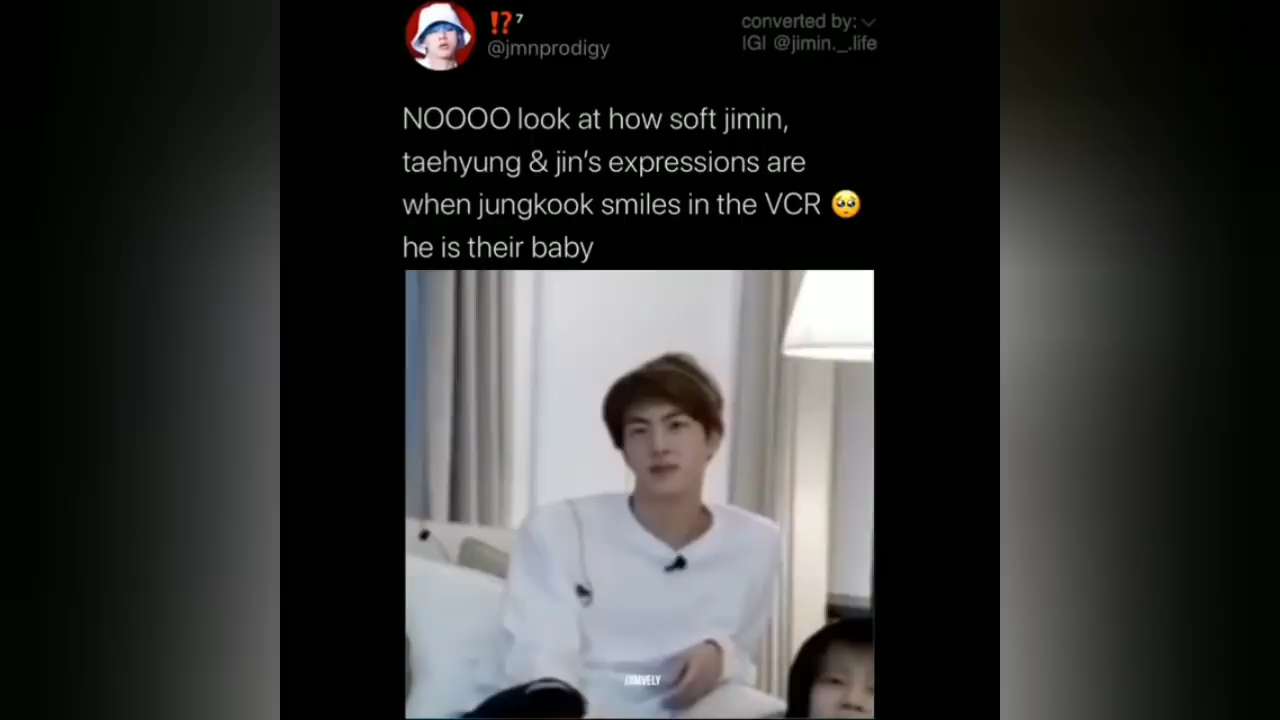 ⁉️⁷
@jmnprodigy
converted by:
IG| @jimin._.life
NOOOO look at how soft jimin,
taehyung & jin’s expressions are
when jungkook smiles in the VCR 🥺
he is their baby
JIIMVELY